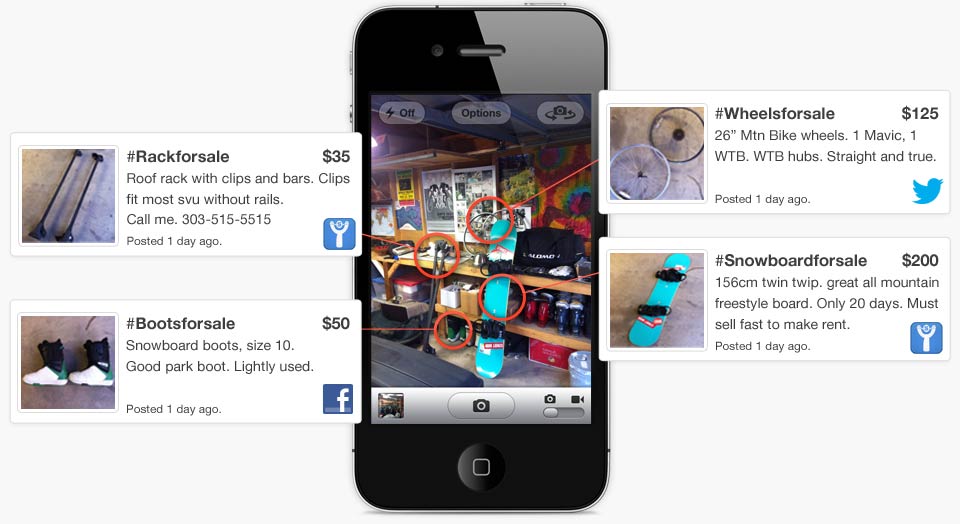 #Rackforsale $35
Roof rack with clips and bars. Clips
fit most svu without rails.
Call me. 303-515-5515
Posted 1 day ago.
#Bootsforsale $50
Snowboard boots, size 10.
Good park boot. Lightly used.
Posted 1 day ago.
Off Options
SALOMO
#Wheelsforsale $125
26” Mtn Bike wheels. 1 Mavic, 1
WTB. WTB hubs. Straight and true.
Posted 1 day ago.
#Snowboardforsale $200
156cm twin twip. great all mountain
freestyle board. Only 20 days. Must
sell fast to make rent.
Posted 1 day ago.